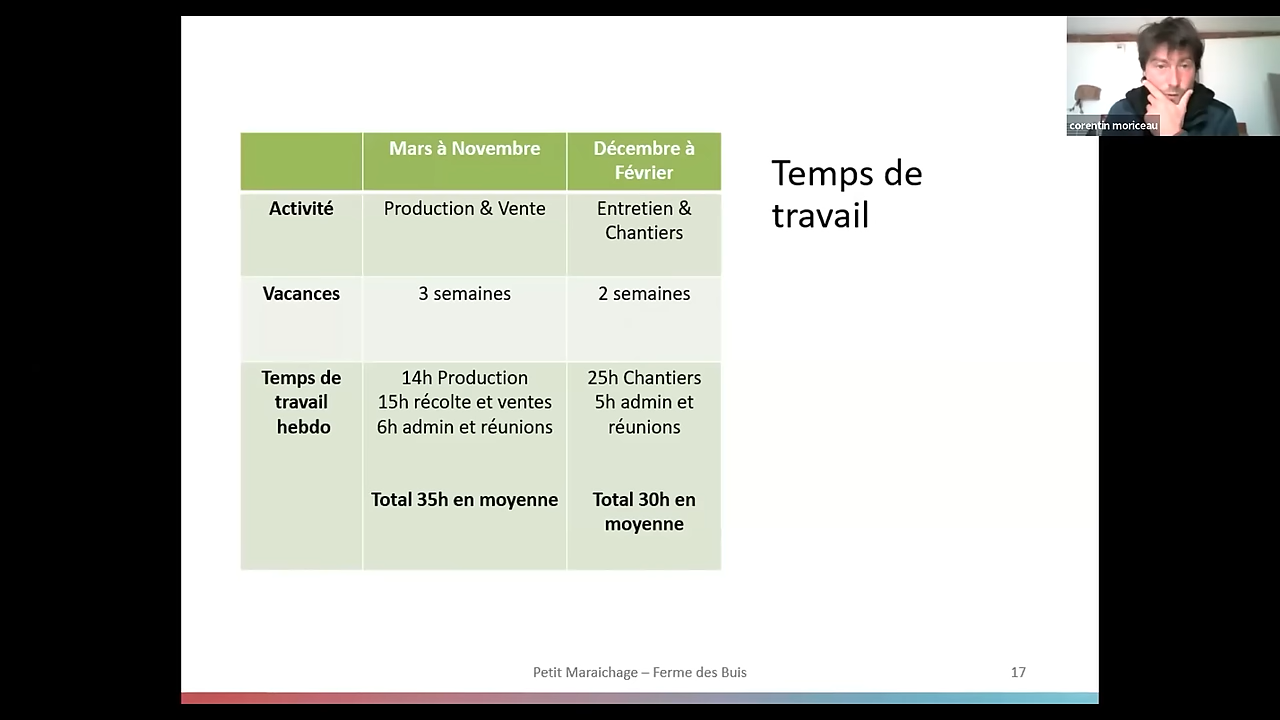 corentin moriceau
Temps de
travail
Mars à Novembre
Décembre à
Février
Activité
Production & Vente
Entretien &
Chantiers
Vacances
3 semaines
2 semaines
Temps de
travail
hebdo
14h Production
15h récolte et ventes
6h admin et réunions
Total 35h en moyenne
25h Chantiers
5h admin et
réunions
Total 30h en
moyenne
Petit Maraichage – Ferme des Buis
17